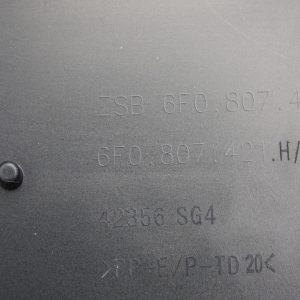 ZSB 6F0.807.4
6F0.807.421.H/
42356 SG4
>PP-E/P-TD20<